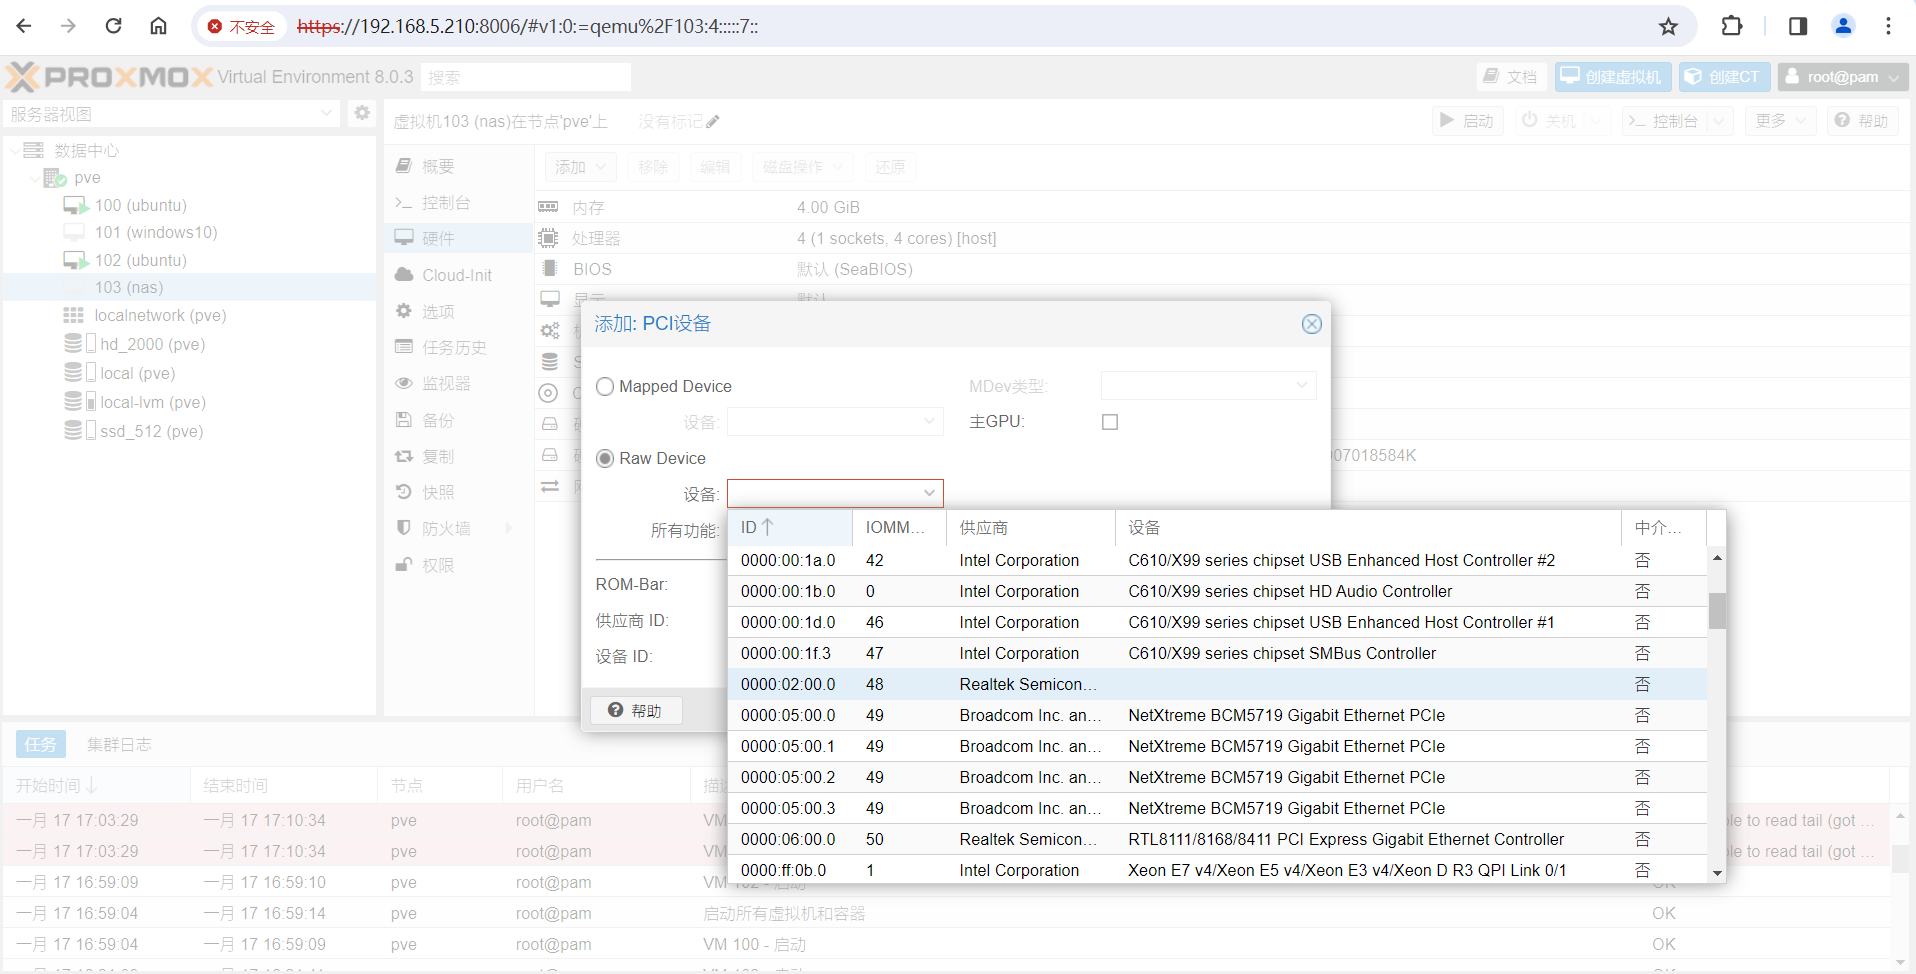 不安全 https://192.168.5.210:8006/#v1:0:=qemu%2F103:4:::::7::
PROXMOX Virtual Environment 8.0.3 搜索 文档 创建虚拟机 创建CT root@pam
服务器视图
虚拟机103 (nas)在节点'pve'上 没有标记 启动 关机 控制台 更多 帮助
数据中心
pve
100 (ubuntu)
101 (windows10)
102 (ubuntu)
103 (nas)
localnetwork (pve)
hd_2000 (pve)
local (pve)
local-lvm (pve)
ssd_512 (pve)
概要
控制台
硬件
Cloud-Init
选项
任务历史
监视器
备份
复制
快照
防火墙
权限
添加 移除 编辑 磁盘操作 还原
内存 4.00 GiB
处理器 4 (1 sockets, 4 cores) [host]
BIOS 默认 (SeaBIOS)
显示 默认
07018584K
添加: PCI设备
Mapped Device
设备:
MDev类型:
主GPU:
Raw Device
设备:
所有功能:
ROM-Bar:
供应商 ID:
设备 ID:
帮助
ID IOMM... 供应商 设备 中介...
0000:00:1a.0 42 Intel Corporation C610/X99 series chipset USB Enhanced Host Controller #2 否
0000:00:1b.0 0 Intel Corporation C610/X99 series chipset HD Audio Controller 否
0000:00:1d.0 46 Intel Corporation C610/X99 series chipset USB Enhanced Host Controller #1 否
0000:00:1f.3 47 Intel Corporation C610/X99 series chipset SMBus Controller 否
0000:02:00.0 48 Realtek Semicon... 否
0000:05:00.0 49 Broadcom Inc. an... NetXtreme BCM5719 Gigabit Ethernet PCIe 否
0000:05:00.1 49 Broadcom Inc. an... NetXtreme BCM5719 Gigabit Ethernet PCIe 否
0000:05:00.2 49 Broadcom Inc. an... NetXtreme BCM5719 Gigabit Ethernet PCIe 否
0000:05:00.3 49 Broadcom Inc. an... NetXtreme BCM5719 Gigabit Ethernet PCIe 否
0000:06:00.0 50 Realtek Semicon... RTL8111/8168/8411 PCI Express Gigabit Ethernet Controller 否
0000:ff:0b.0 1 Intel Corporation Xeon E7 v4/Xeon E5 v4/Xeon E3 v4/Xeon D R3 QPI Link 0/1 否
任务 集群日志
开始时间 结束时间 节点 用户名
一月 17 17:03:29 一月 17 17:10:34 pve root@pam VM le to read tail (got ...
一月 17 17:03:29 一月 17 17:10:34 pve root@pam VM le to read tail (got ...
一月 17 16:59:09 一月 17 16:59:10 pve root@pam VM 102 - 启动 OK
一月 17 16:59:04 一月 17 16:59:14 pve root@pam 启动所有虚拟机和容器 OK
一月 17 16:59:04 一月 17 16:59:09 pve root@pam VM 100 - 启动 OK